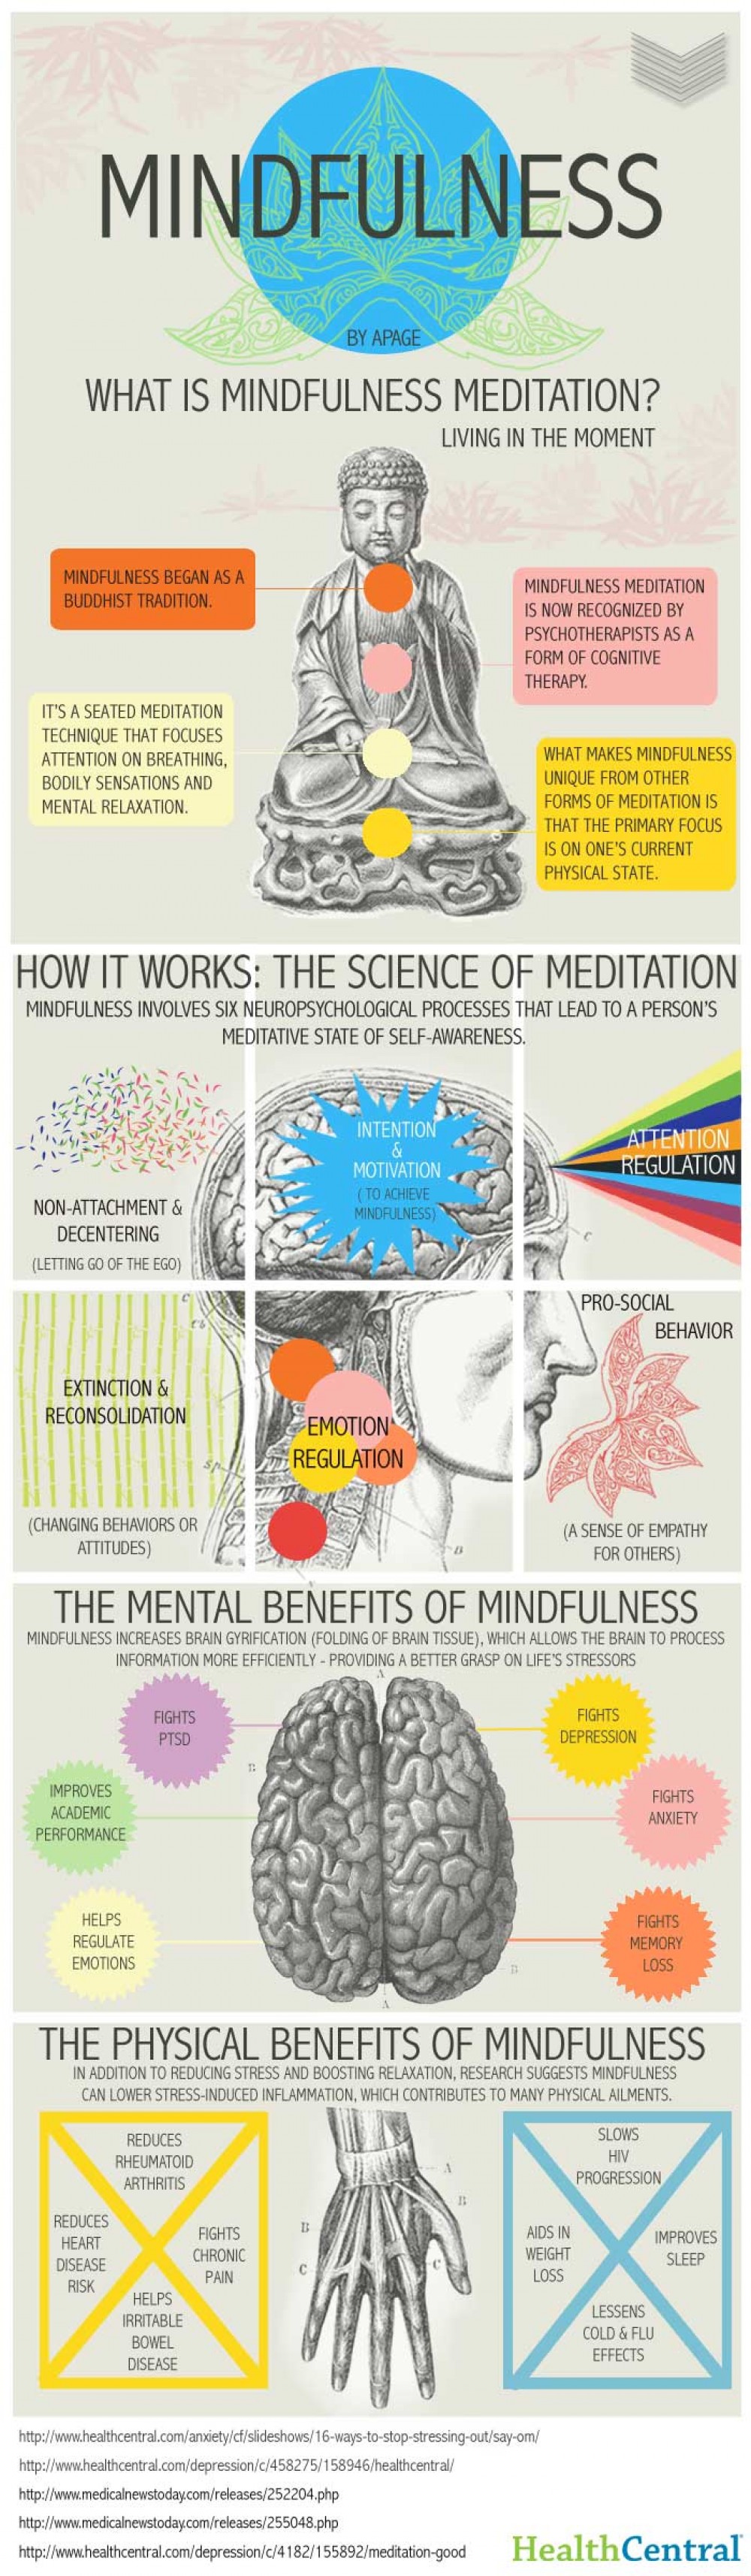 MINDFULNESS
BY APAGE
WHAT IS MINDFULNESS MEDITATION?
LIVING IN THE MOMENT
MINDFULNESS BEGAN AS A
BUDDHIST TRADITION.
MINDFULNESS MEDITATION
IS NOW RECOGNIZED BY
PSYCHOTHERAPISTS AS A
FORM OF COGNITIVE
THERAPY.
IT'S A SEATED MEDITATION
TECHNIQUE THAT FOCUSES
ATTENTION ON BREATHING,
BODILY SENSATIONS AND
MENTAL RELAXATION.
WHAT MAKES MINDFULNESS
UNIQUE FROM OTHER
FORMS OF MEDITATION IS
THAT THE PRIMARY FOCUS
IS ON ONE'S CURRENT
PHYSICAL STATE.
HOW IT WORKS: THE SCIENCE OF MEDITATION
MINDFULNESS INVOLVES SIX NEUROPSYCHOLOGICAL PROCESSES THAT LEAD TO A PERSON'S
MEDITATIVE STATE OF SELF-AWARENESS.
NON-ATTACHMENT &
DECENTERING
(LETTING GO OF THE EGO)
INTENTION
&
MOTIVATION
( TO ACHIEVE
MINDFULNESS)
ATTENTION
REGULATION
C
EXTINCTION &
RECONSOLIDATION
(CHANGING BEHAVIORS OR
ATTITUDES)
EMOTION
REGULATION
B
PRO-SOCIAL
BEHAVIOR
(A SENSE OF EMPATHY
FOR OTHERS)
THE MENTAL BENEFITS OF MINDFULNESS
MINDFULNESS INCREASES BRAIN GYRIFICATION (FOLDING OF BRAIN TISSUE), WHICH ALLOWS THE BRAIN TO PROCESS
INFORMATION MORE EFFICIENTLY - PROVIDING A BETTER GRASP ON LIFE'S STRESSORS
A
FIGHTS
PTSD
B
IMPROVES
ACADEMIC
PERFORMANCE
HELPS
REGULATE
EMOTIONS
FIGHTS
DEPRESSION
FIGHTS
ANXIETY
FIGHTS
MEMORY
LOSS
B
A
THE PHYSICAL BENEFITS OF MINDFULNESS
IN ADDITION TO REDUCING STRESS AND BOOSTING RELAXATION, RESEARCH SUGGESTS MINDFULNESS
CAN LOWER STRESS-INDUCED INFLAMMATION, WHICH CONTRIBUTES TO MANY PHYSICAL AILMENTS.
REDUCES
RHEUMATOID
ARTHRITIS
REDUCES
HEART
DISEASE
RISK
FIGHTS
CHRONIC
PAIN
HELPS
IRRITABLE
BOWEL
DISEASE
A
B
B
C
C
SLOWS
HIV
PROGRESSION
AIDS IN
WEIGHT
LOSS
IMPROVES
SLEEP
LESSENS
COLD & FLU
EFFECTS
http://www.healthcentral.com/anxiety/cf/slideshows/16-ways-to-stop-stressing-out/say-om/
http://www.healthcentral.com/depression/c/458275/158946/healthcentral/
http://www.medicalnewstoday.com/releases/252204.php
http://www.medicalnewstoday.com/releases/255048.php
http://www.healthcentral.com/depression/c/4182/155892/meditation-good
HealthCentral